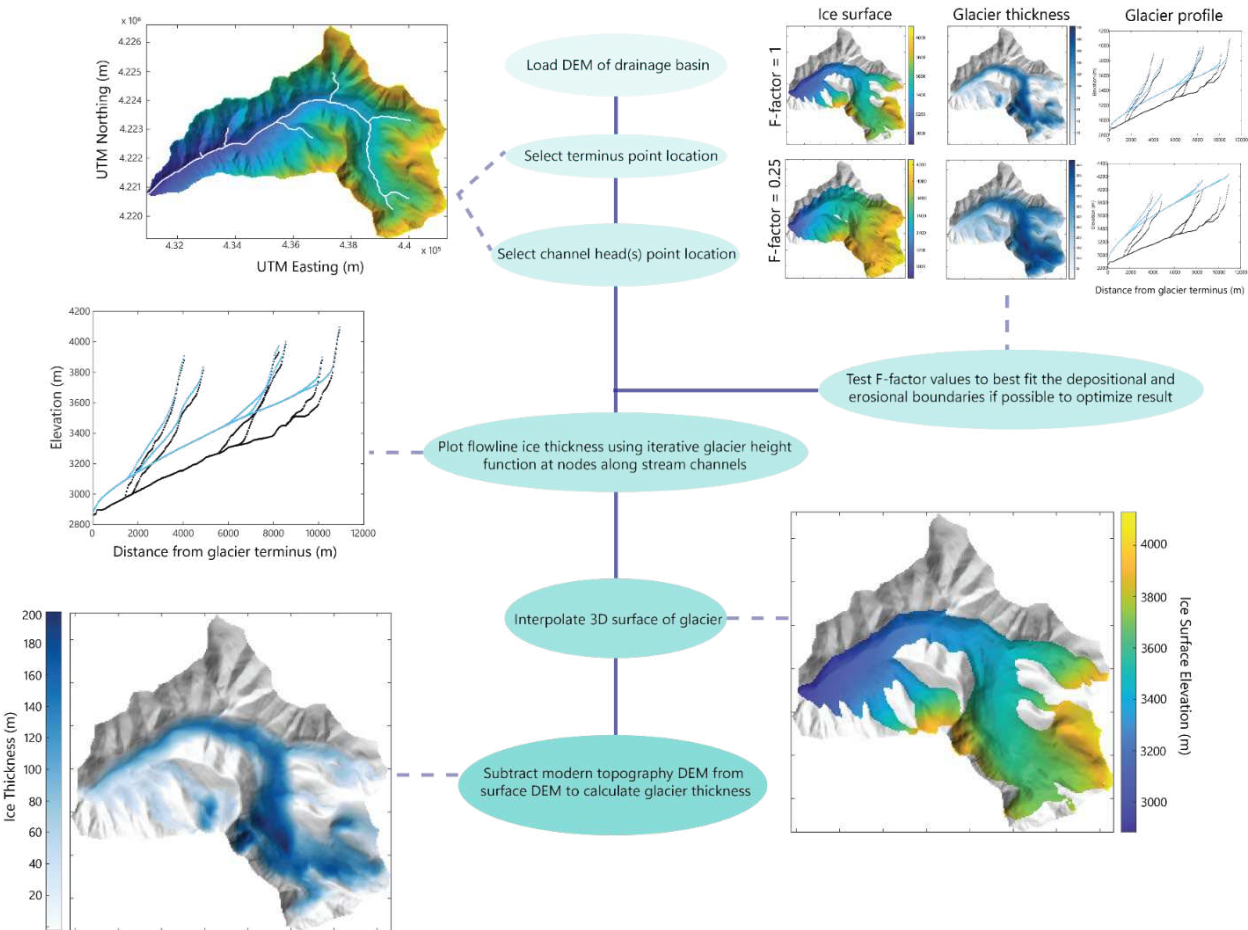 × 10⁶
4.226
4.225
4.224
4.223
4.222
4.221
4.220
UTM Northing (m)
4.32
4.34
4.36
4.37
4.38
4.4
× 10⁵
UTM Easting (m)
Load DEM of drainage basin
Select terminus point location
Select channel head(s) point location
Ice surface
Glacier thickness
Glacier profile
F-factor = 1
F-factor = 0.25
Distance from glacier terminus (m)
Test F-factor values to best fit the depositional and
erosional boundaries if possible to optimize result
4200
4000
3800
3600
3400
3200
3000
2800
Elevation (m)
0
2000
4000
6000
8000
10000
12000
Distance from glacier terminus (m)
Plot flowline ice thickness using iterative glacier height
function at nodes along stream channels
Interpolate 3D surface of glacier
4000
3800
3600
3400
3200
3000
Ice Surface Elevation (m)
200
180
160
140
120
100
80
60
40
20
Ice Thickness (m)
Subtract modern topography DEM from
surface DEM to calculate glacier thickness